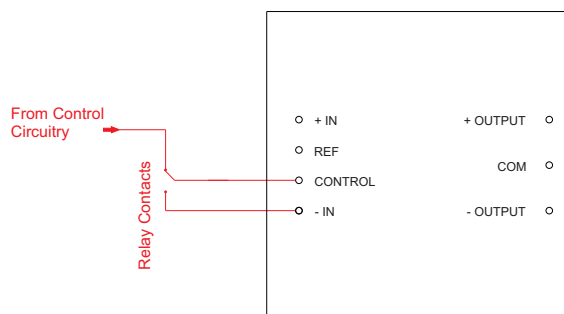 From Control
Circuitry
Relay Contacts
+ IN
REF
CONTROL
- IN
+ OUTPUT
COM
- OUTPUT